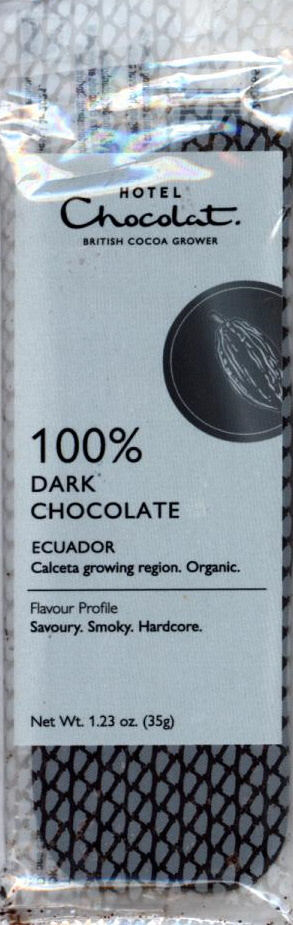 HOTEL
Chocolat.
BRITISH COCOA GROWER
100%
DARK
CHOCOLATE
ECUADOR
Calceta growing region. Organic.
Flavour Profile
Savoury. Smoky. Hardcore.
Net Wt. 1.23 oz. (35g)